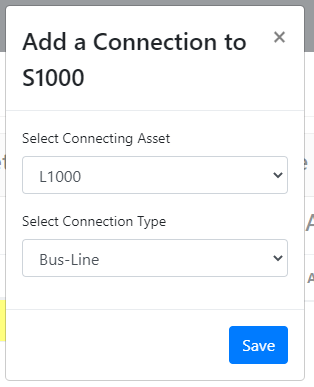 Add a Connection to ×
S1000
Select Connecting Asset
L1000
Select Connection Type
Bus-Line
Save